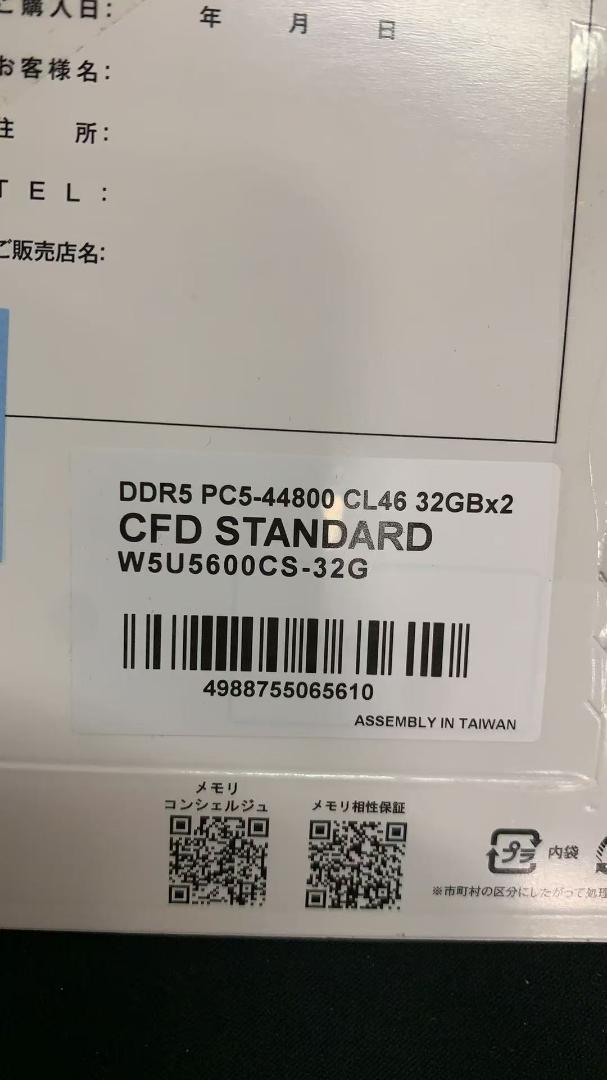 ご購入日: 年 月 日
お客様名:
住 所:
TEL:
ご販売店名:
DDR5 PC5-44800 CL46 32GBx2
CFD STANDARD
W5U5600CS-32G
4988755065610
ASSEMBLY IN TAIWAN
メモリ
コンシェルジュ
メモリ相性保証
プラ 内袋
※市町村の区分にしたがって処理